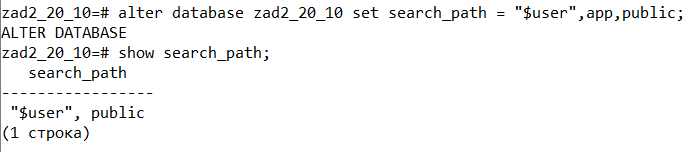 zad2_20_10=# alter database zad2_20_10 set search_path = "$user",app,public;
ALTER DATABASE
zad2_20_10=# show search_path;
   search_path
-----------------
 "$user", public
(1 строка)